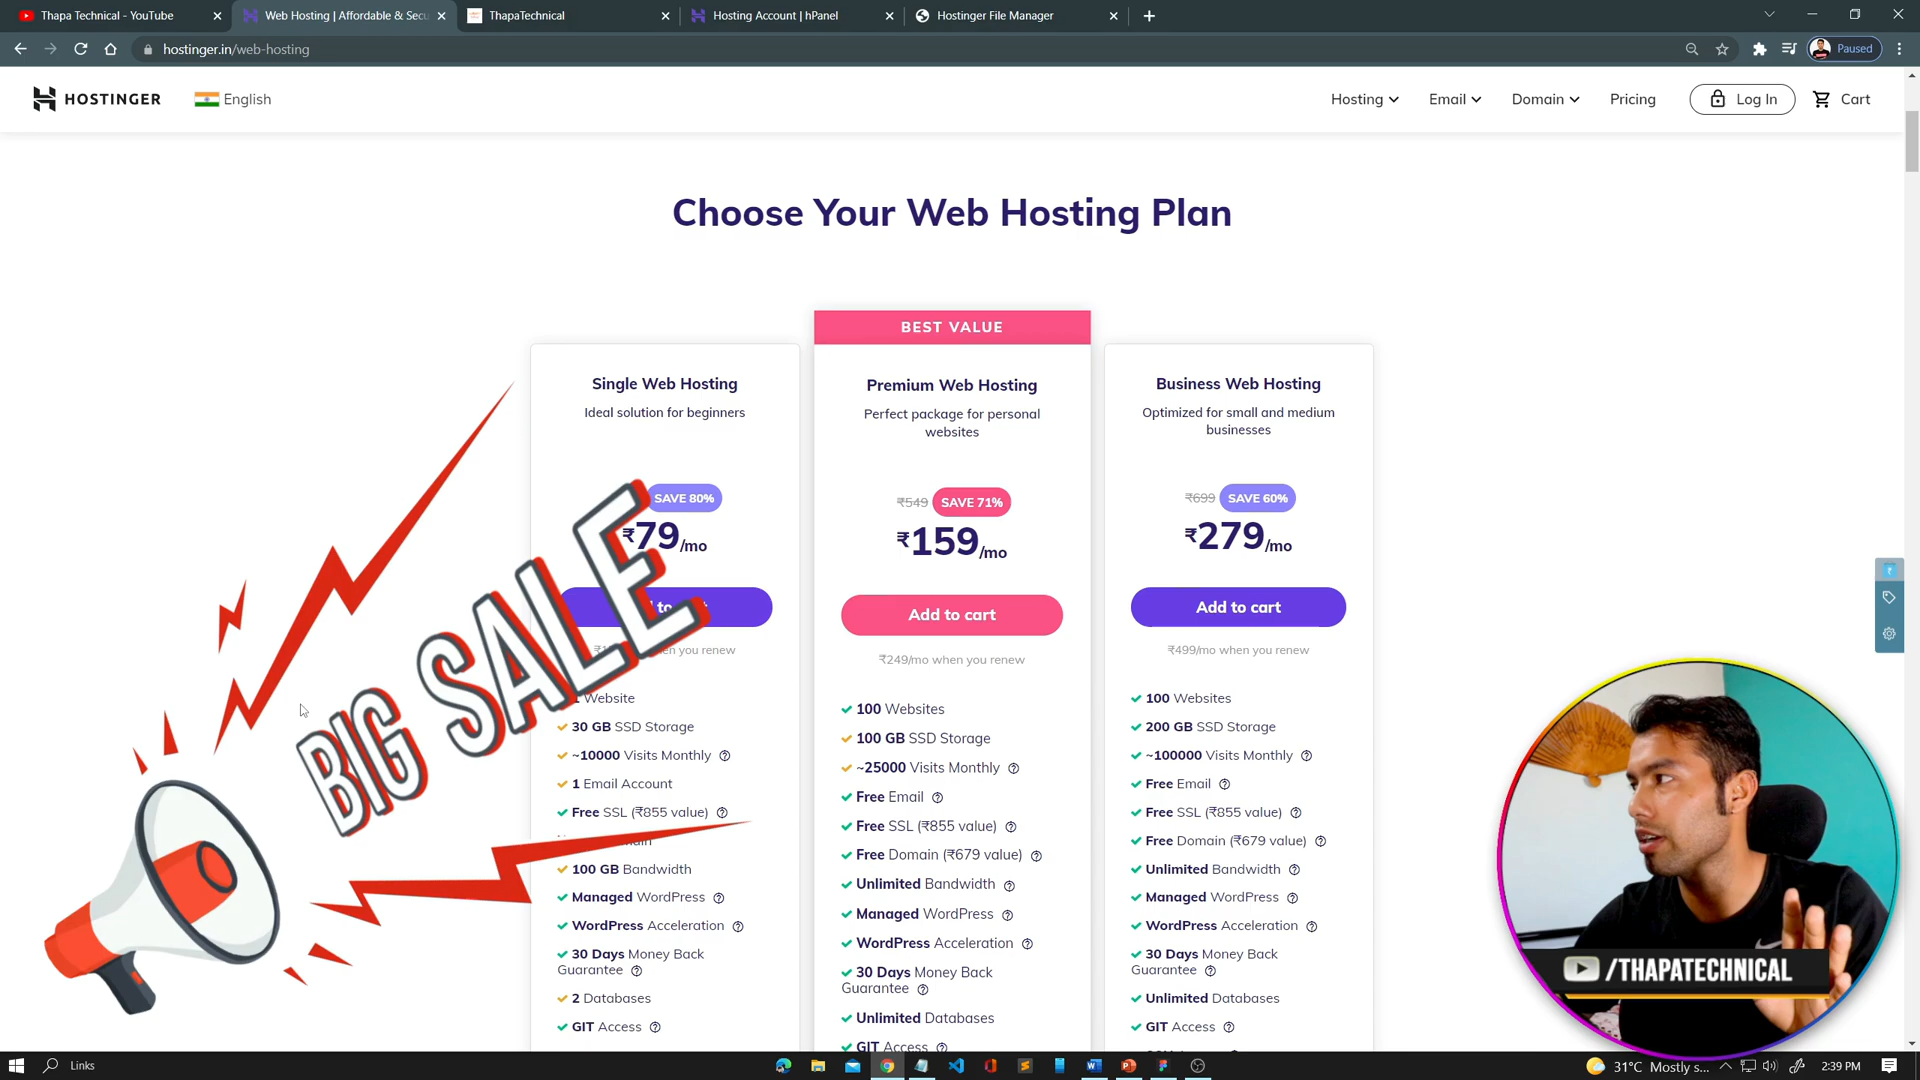 Thapa Technical - YouTube
Web Hosting | Affordable & Secu
ThapaTechnical
Hosting Account | hPanel
Hostinger File Manager
hostinger.in/web-hosting
Paused
HOSTINGER
English
Hosting
Email
Domain
Pricing
Log In
Cart
Choose Your Web Hosting Plan
BEST VALUE
Single Web Hosting
Ideal solution for beginners
SAVE 80%
₹79/mo
to
en you renew
1 Website
30 GB SSD Storage
~10000 Visits Monthly
1 Email Account
Free SSL (₹855 value)
100 GB Bandwidth
Managed WordPress
WordPress Acceleration
30 Days Money Back
Guarantee
2 Databases
GIT Access
Premium Web Hosting
Perfect package for personal
websites
₹549 SAVE 71%
₹159/mo
Add to cart
₹249/mo when you renew
100 Websites
100 GB SSD Storage
~25000 Visits Monthly
Free Email
Free SSL (₹855 value)
Free Domain (₹679 value)
Unlimited Bandwidth
Managed WordPress
WordPress Acceleration
30 Days Money Back
Guarantee
Unlimited Databases
GIT Access
Business Web Hosting
Optimized for small and medium
businesses
₹699 SAVE 60%
₹279/mo
Add to cart
₹499/mo when you renew
100 Websites
200 GB SSD Storage
~100000 Visits Monthly
Free Email
Free SSL (₹855 value)
Free Domain (₹679 value)
Unlimited Bandwidth
Managed WordPress
WordPress Acceleration
30 Days Money Back
Guarantee
Unlimited Databases
GIT Access
BIG SALE
/THAPATECHNICAL
Links
31°C Mostly s...
2:39 PM